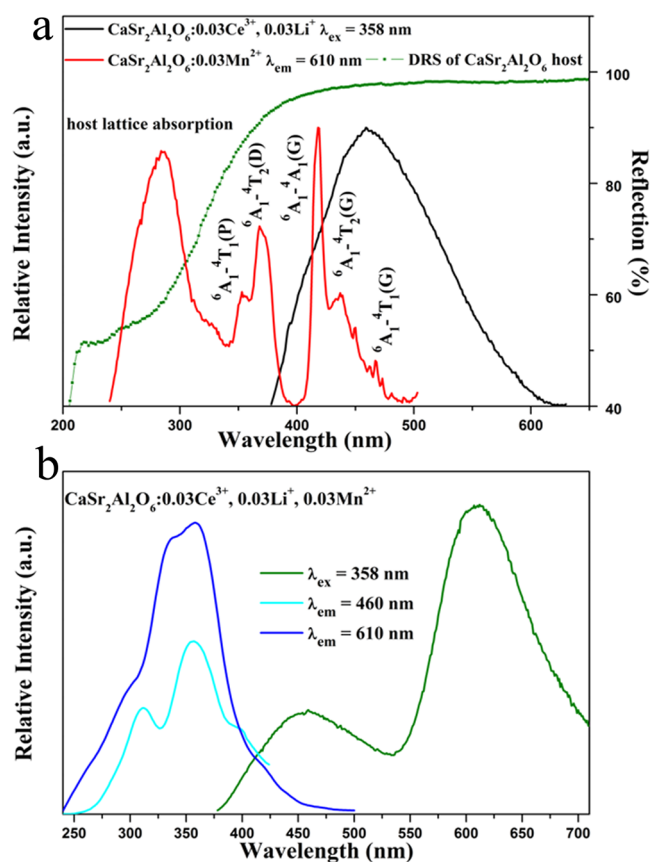 a
CaSr₂Al₂O₆:0.03Ce³⁺, 0.03Li⁺ λex = 358 nm
CaSr₂Al₂O₆:0.03Mn²⁺ λem = 610 nm
DRS of CaSr₂Al₂O₆ host
host lattice absorption
⁶A₁-⁴T₁(P)
⁶A₁-⁴T₂(D)
⁶A₁-⁴A₁(G)
⁶A₁-⁴T₂(G)
⁶A₁-⁴T₁(G)
Relative Intensity (a.u.)
100
80
60
40
Reflection (%)
200 300 400 500 600
Wavelength (nm)
b
CaSr₂Al₂O₆:0.03Ce³⁺, 0.03Li⁺, 0.03Mn²⁺
λex = 358 nm
λem = 460 nm
λem = 610 nm
Relative Intensity (a.u.)
250 300 350 400 450 500 550 600 650 700
Wavelength (nm)